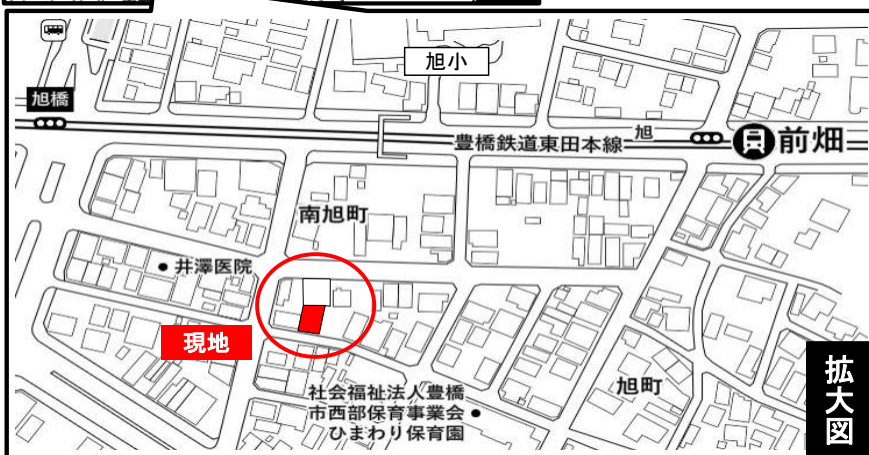 旭小
旭橋
豊橋鉄道東田本線
旭
前畑
南旭町
井澤医院
現地
社会福祉法人豊橋
市西部保育事業会
ひまわり保育園
旭町
拡大図